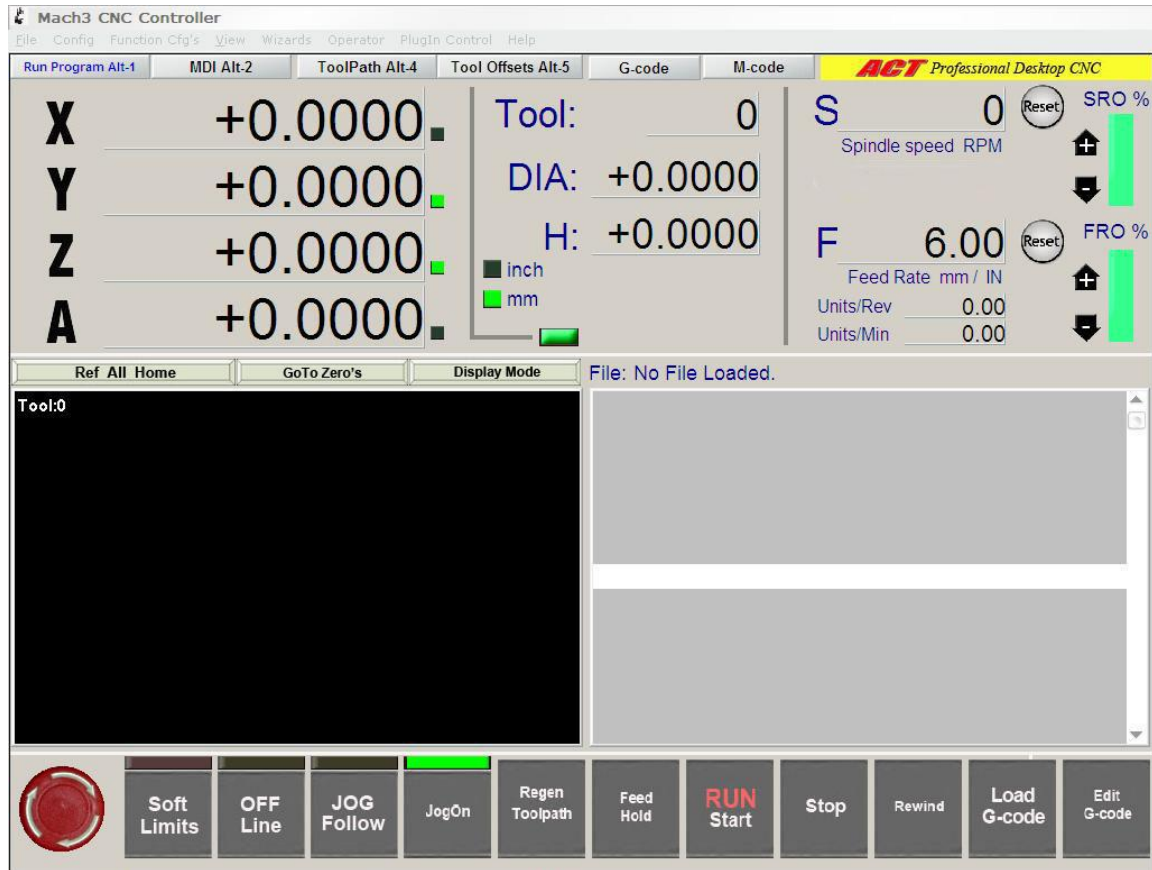 Mach3 CNC Controller
File Config Function Cfg's View Wizards Operator PlugIn Control Help
Run Program Alt-1 MDI Alt-2 ToolPath Alt-4 Tool Offsets Alt-5 G-code M-code ACT Professional Desktop CNC
X +0.0000
Y +0.0000
Z +0.0000
A +0.0000
Tool: 0
DIA: +0.0000
H: +0.0000
inch
mm
S 0 Reset SRO %
Spindle speed RPM
+
-
F 6.00 Reset FRO %
Feed Rate mm / IN
Units/Rev 0.00
Units/Min 0.00
+
-
Ref All Home GoTo Zero's Display Mode File: No File Loaded.
Tool:0
Soft
Limits
OFF
Line
JOG
Follow
JogOn
Regen
Toolpath
Feed
Hold
RUN
Start
Stop
Rewind
Load
G-code
Edit
G-code